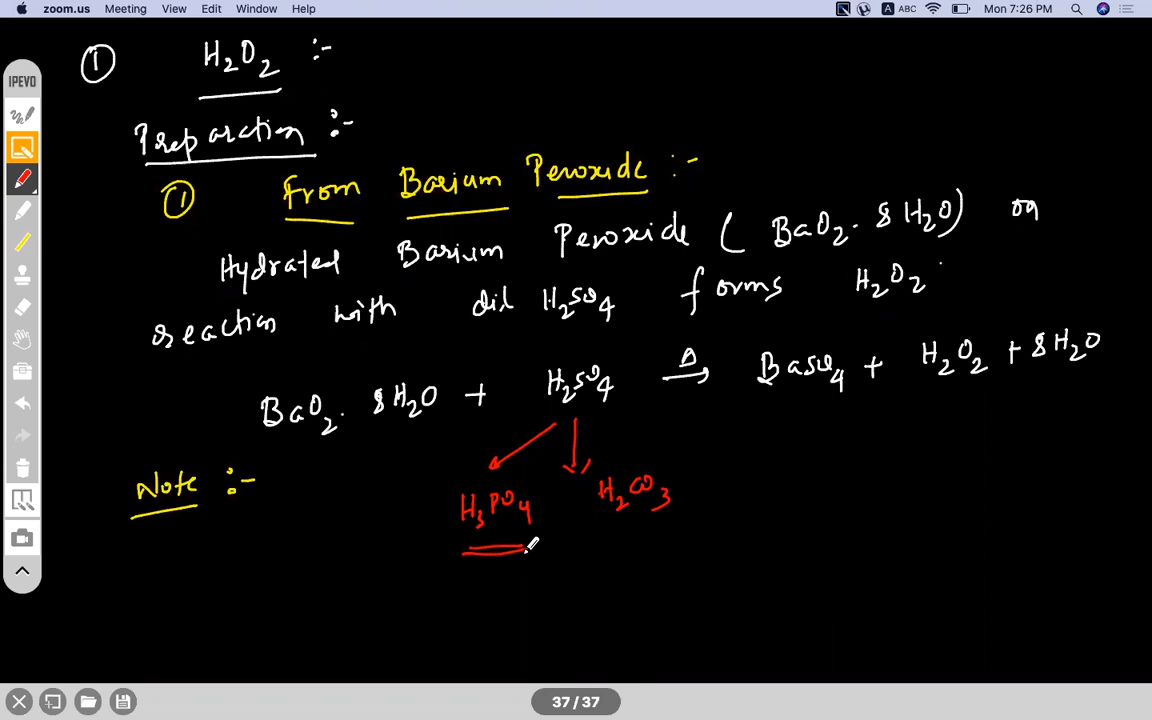 zoom.us Meeting View Edit Window Help A ABC Mon 7:26 PM
IPEVO
① H₂O₂ :-
Preparation :-
① From Barium Peroxide :-
Hydrated Barium Peroxide (BaO₂. 8H₂O) on
reaction with dil H₂SO₄ forms H₂O₂.
BaO₂. 8H₂O + H₂SO₄ Δ→ BaSO₄ + H₂O₂ + 8H₂O
Note :-
H₃PO₄ H₂CO₃
37 / 37